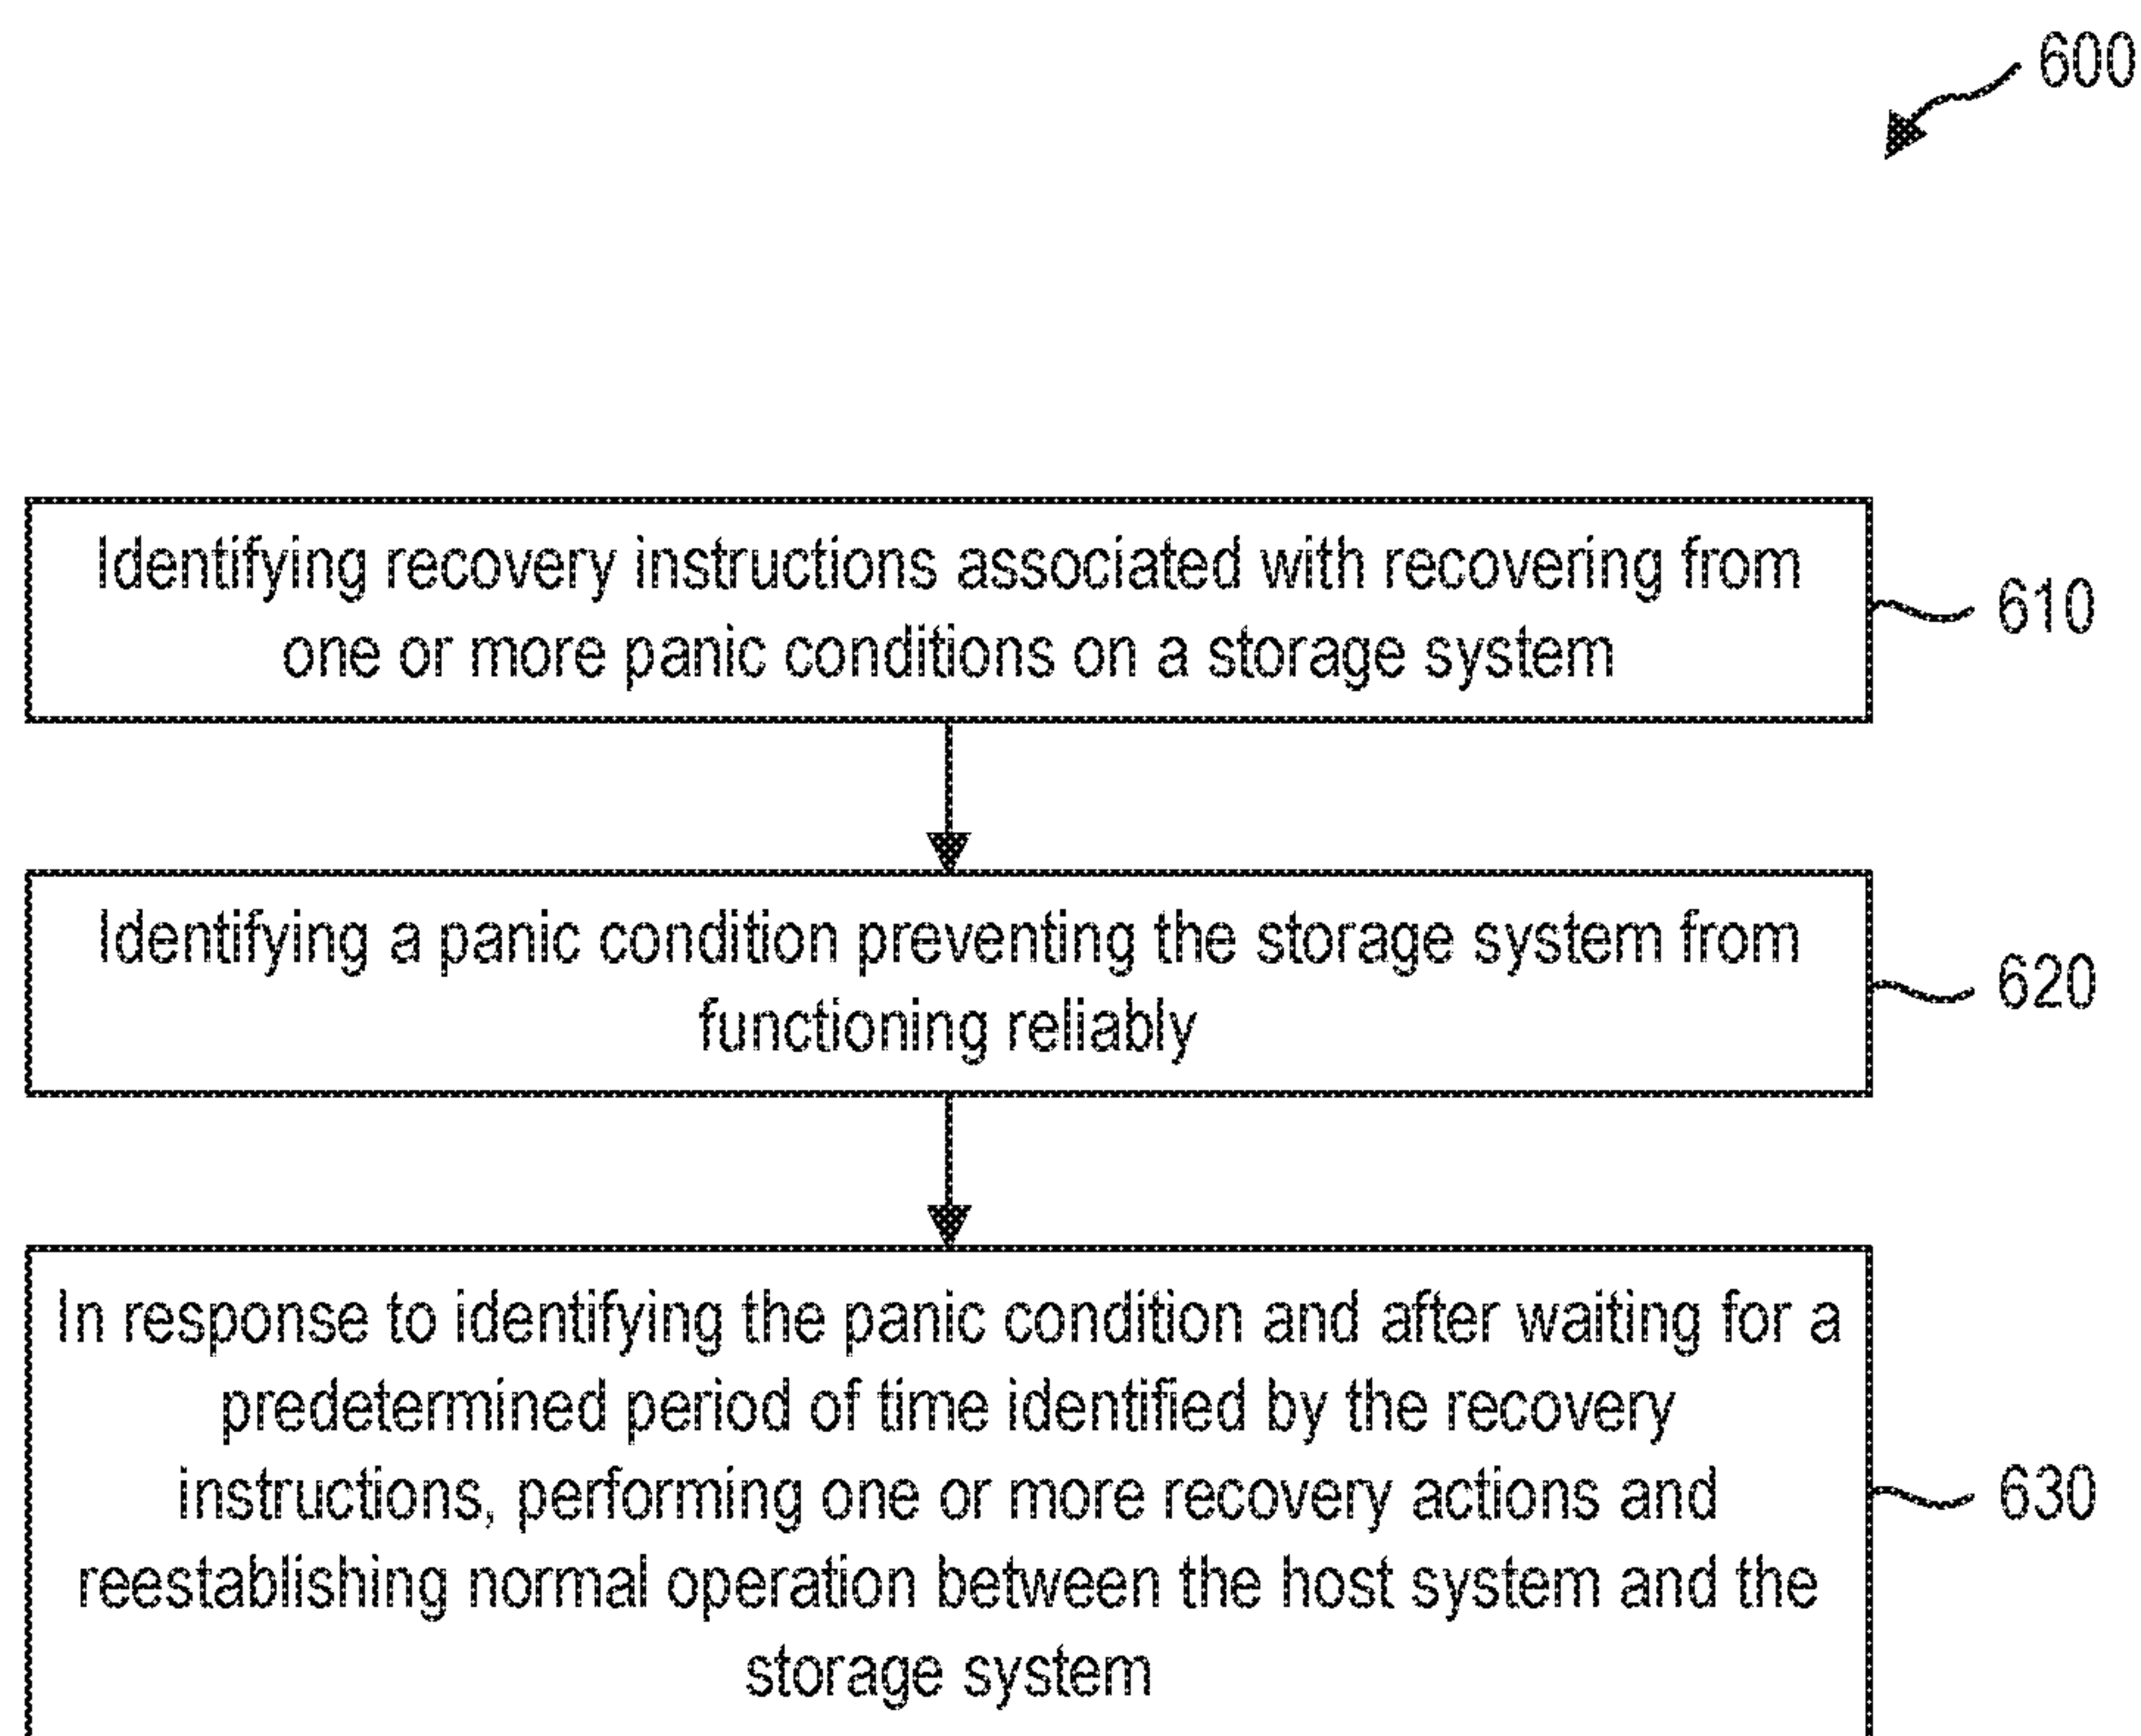 600
Identifying recovery instructions associated with recovering from
one or more panic conditions on a storage system
610
Identifying a panic condition preventing the storage system from
functioning reliably
620
In response to identifying the panic condition and after waiting for a
predetermined period of time identified by the recovery
instructions, performing one or more recovery actions and
reestablishing normal operation between the host system and the
storage system
630